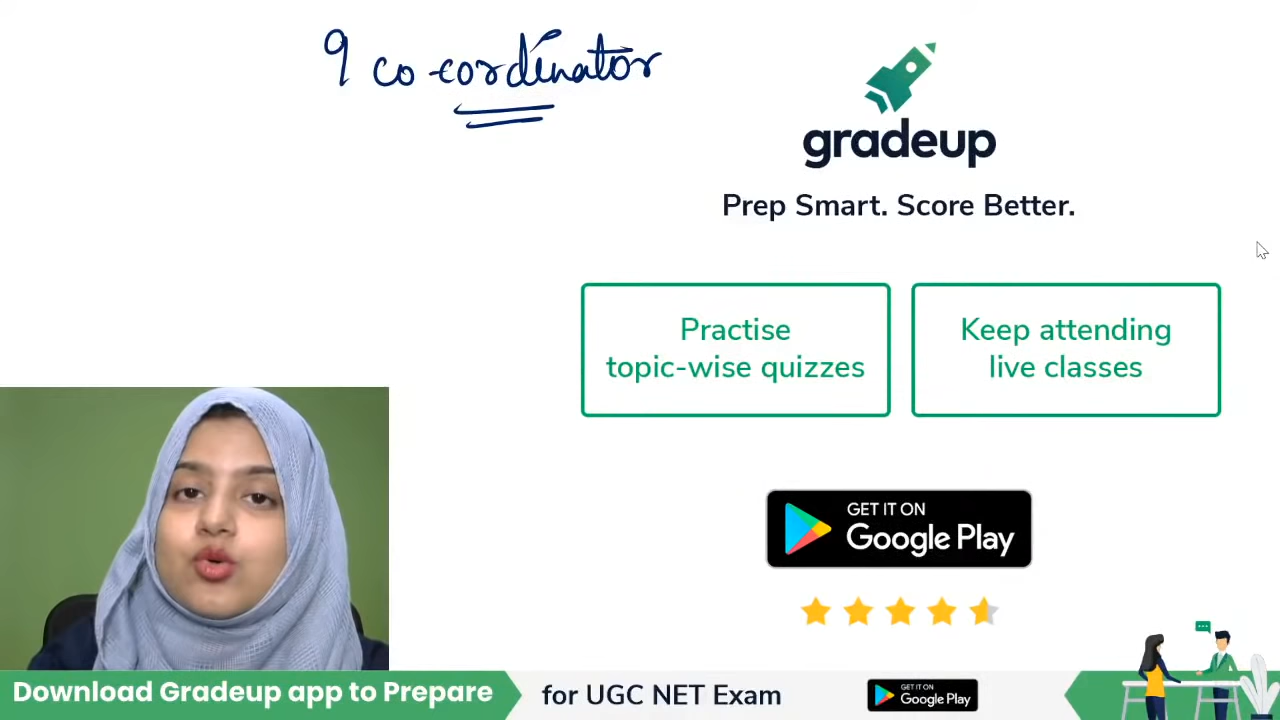 9 co-cordinator
gradeup
Prep Smart. Score Better.
Practise
topic-wise quizzes
Keep attending
live classes
GET IT ON
Google Play
Download Gradeup app to Prepare
for UGC NET Exam
GET IT ON
Google Play